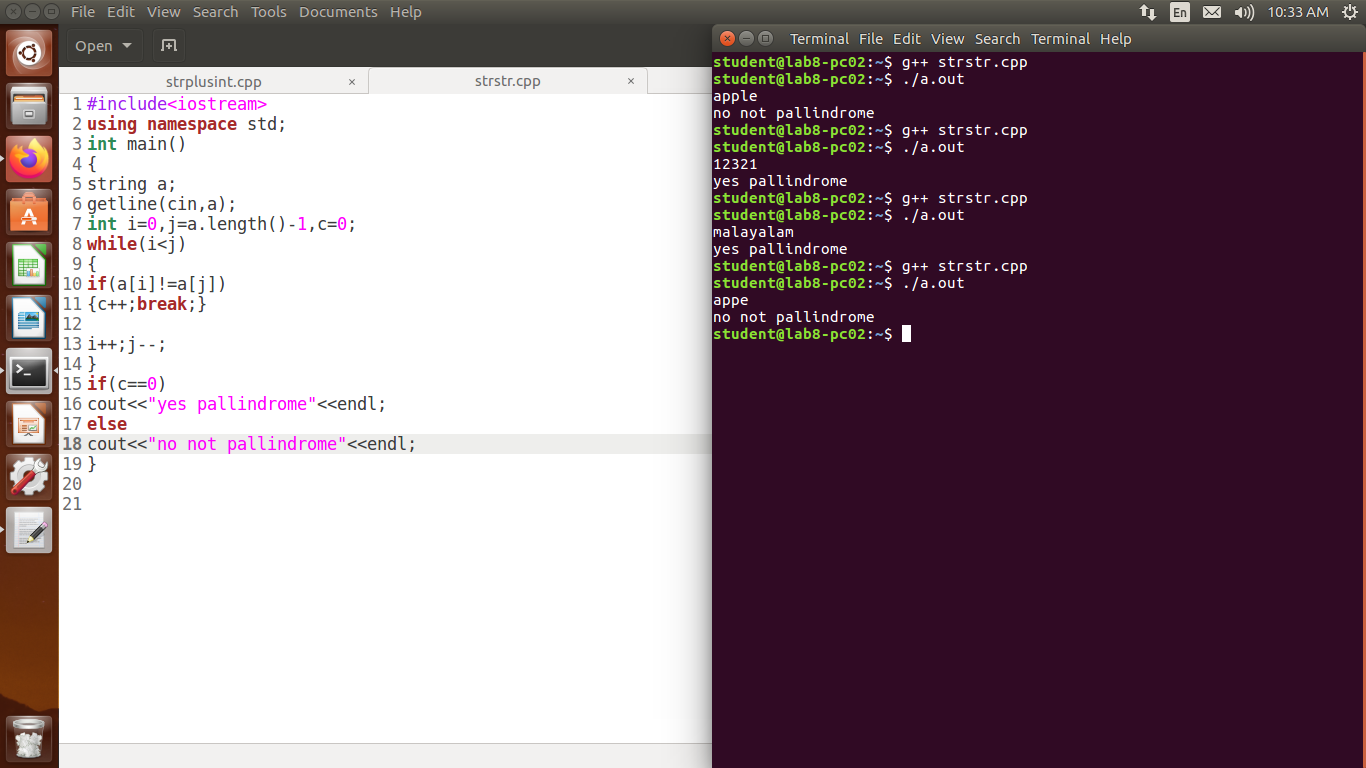 File Edit View Search Tools Documents Help
En 10:33 AM
Open
strplusint.cpp × strstr.cpp ×
1 #include<iostream>
2 using namespace std;
3 int main()
4 {
5 string a;
6 getline(cin,a);
7 int i=0,j=a.length()-1,c=0;
8 while(i<j)
9 {
10 if(a[i]!=a[j])
11 {c++;break;}
12
13 i++;j--;
14 }
15 if(c==0)
16 cout<<"yes pallindrome"<<endl;
17 else
18 cout<<"no not pallindrome"<<endl;
19 }
20
21
Terminal File Edit View Search Terminal Help
student@lab8-pc02:~$ g++ strstr.cpp
student@lab8-pc02:~$ ./a.out
apple
no not pallindrome
student@lab8-pc02:~$ g++ strstr.cpp
student@lab8-pc02:~$ ./a.out
12321
yes pallindrome
student@lab8-pc02:~$ g++ strstr.cpp
student@lab8-pc02:~$ ./a.out
malayalam
yes pallindrome
student@lab8-pc02:~$ g++ strstr.cpp
student@lab8-pc02:~$ ./a.out
appe
no not pallindrome
student@lab8-pc02:~$